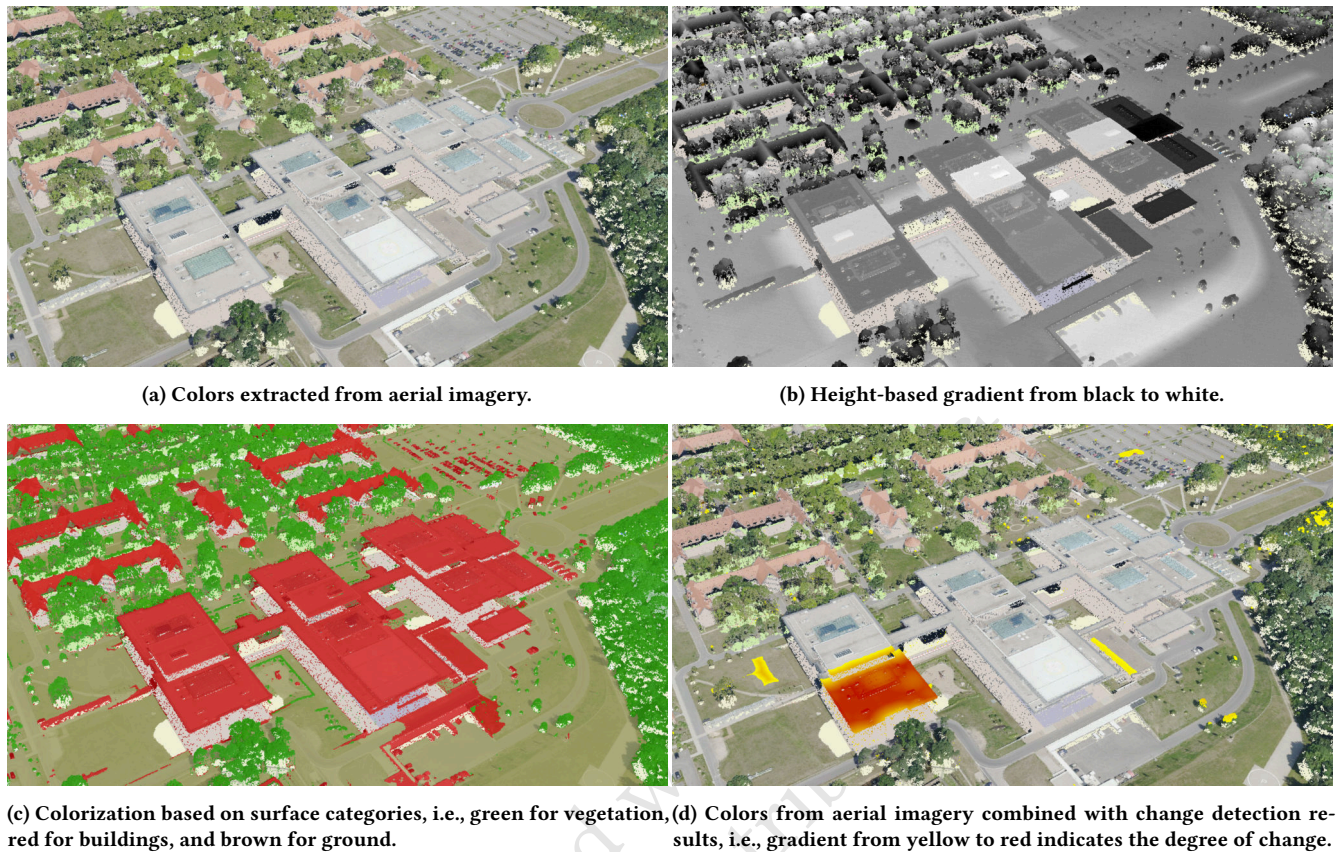 (a) Colors extracted from aerial imagery.
(b) Height-based gradient from black to white.
(c) Colorization based on surface categories, i.e., green for vegetation,
red for buildings, and brown for ground.
(d) Colors from aerial imagery combined with change detection re-
sults, i.e., gradient from yellow to red indicates the degree of change.